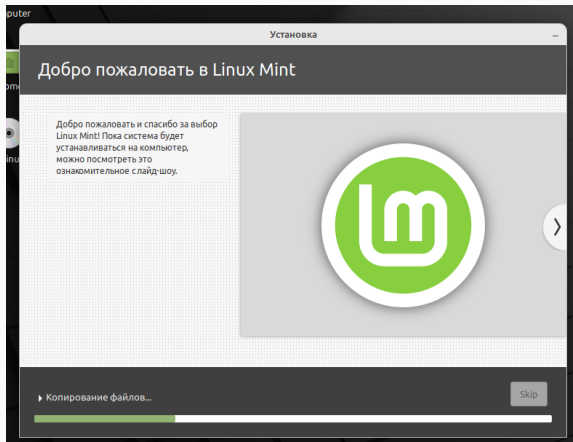 puter
Установка
Добро пожаловать в Linux Mint
Добро пожаловать и спасибо за выбор
Linux Mint! Пока система будет
устанавливаться на компьютер,
можно посмотреть это
ознакомительное слайд-шоу.
Копирование файлов...
Skip